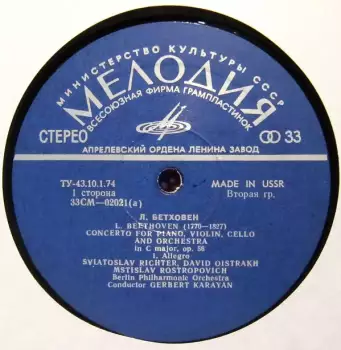 МИНИСТЕРСТВО КУЛЬТУРЫ СССР
МЕЛОДИЯ
ВСЕСОЮЗНАЯ ФИРМА ГРАМПЛАСТИНОК
СТЕРЕО
33
АПРЕЛЕВСКИЙ ОРДЕНА ЛЕНИНА ЗАВОД
ТУ-43.10.1.74
MADE IN USSR
1 сторона
Вторая гр.
33СМ—02021(а)
Л. БЕТХОВЕН
L. BEETHOVEN (1770—1827)
CONCERTO FOR PIANO, VIOLIN, CELLO
AND ORCHESTRA
in C major, op. 56
1. Allegro
SVIATOSLAV RICHTER, DAVID OISTRAKH
MSTISLAV ROSTROPOVICH
Berlin Philharmonic Orchestra
Conductor GERBERT KARAYAN